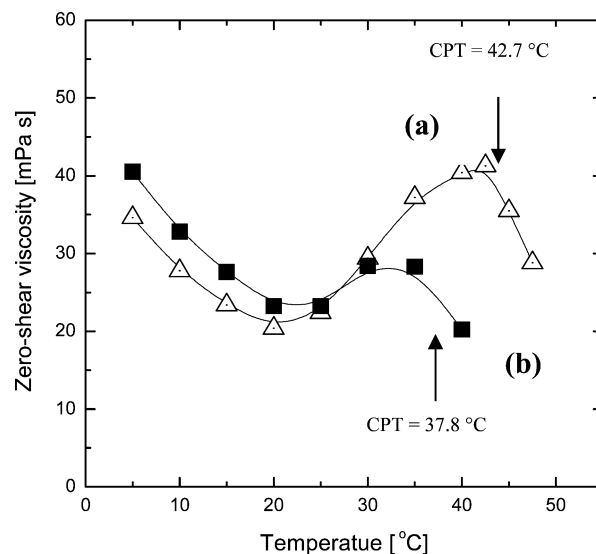 60
50
40
30
20
10
0
Zero-shear viscosity [mPa s]
CPT = 42.7 °C
(a)
(b)
CPT = 37.8 °C
0
10
20
30
40
50
Temperatue [ °C]